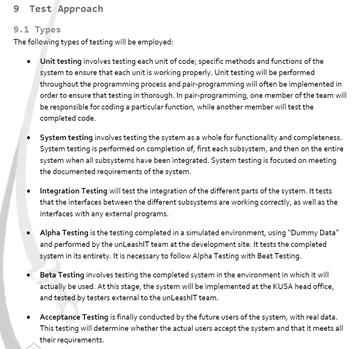 9 Test Approach
9.1 Types
The following types of testing will be employed:
• Unit testing involves testing each unit of code; specific methods and functions of the
system to ensure that each unit is working properly. Unit testing will be performed
throughout the programming process and pair-programming will often be implemented in
order to ensure that testing in thorough. In pair-programming, one member of the team will
be responsible for coding a particular function, while another member will test the
completed code.
• System testing involves testing the system as a whole for functionality and completeness.
System testing is performed on completion of, first each subsystem, and then on the entire
system when all subsystems have been integrated. System testing is focused on meeting
the documented requirements of the system.
• Integration Testing will test the integration of the different parts of the system. It tests
that the interfaces between the different subsystems are working correctly, as well as the
interfaces with any external programs.
• Alpha Testing is the testing completed in a simulated environment, using "Dummy Data"
and performed by the unLeashIT team at the development site. It tests the completed
system in its entirety. It is necessary to follow Alpha Testing with Beat Testing.
• Beta Testing involves testing the completed system in the environment in which it will
actually be used. At this stage, the system will be implemented at the KUSA head office,
and tested by testers external to the unLeashIT team.
• Acceptance Testing is finally conducted by the future users of the system, with real data.
This testing will determine whether the actual users accept the system and that it meets all
their requirements.